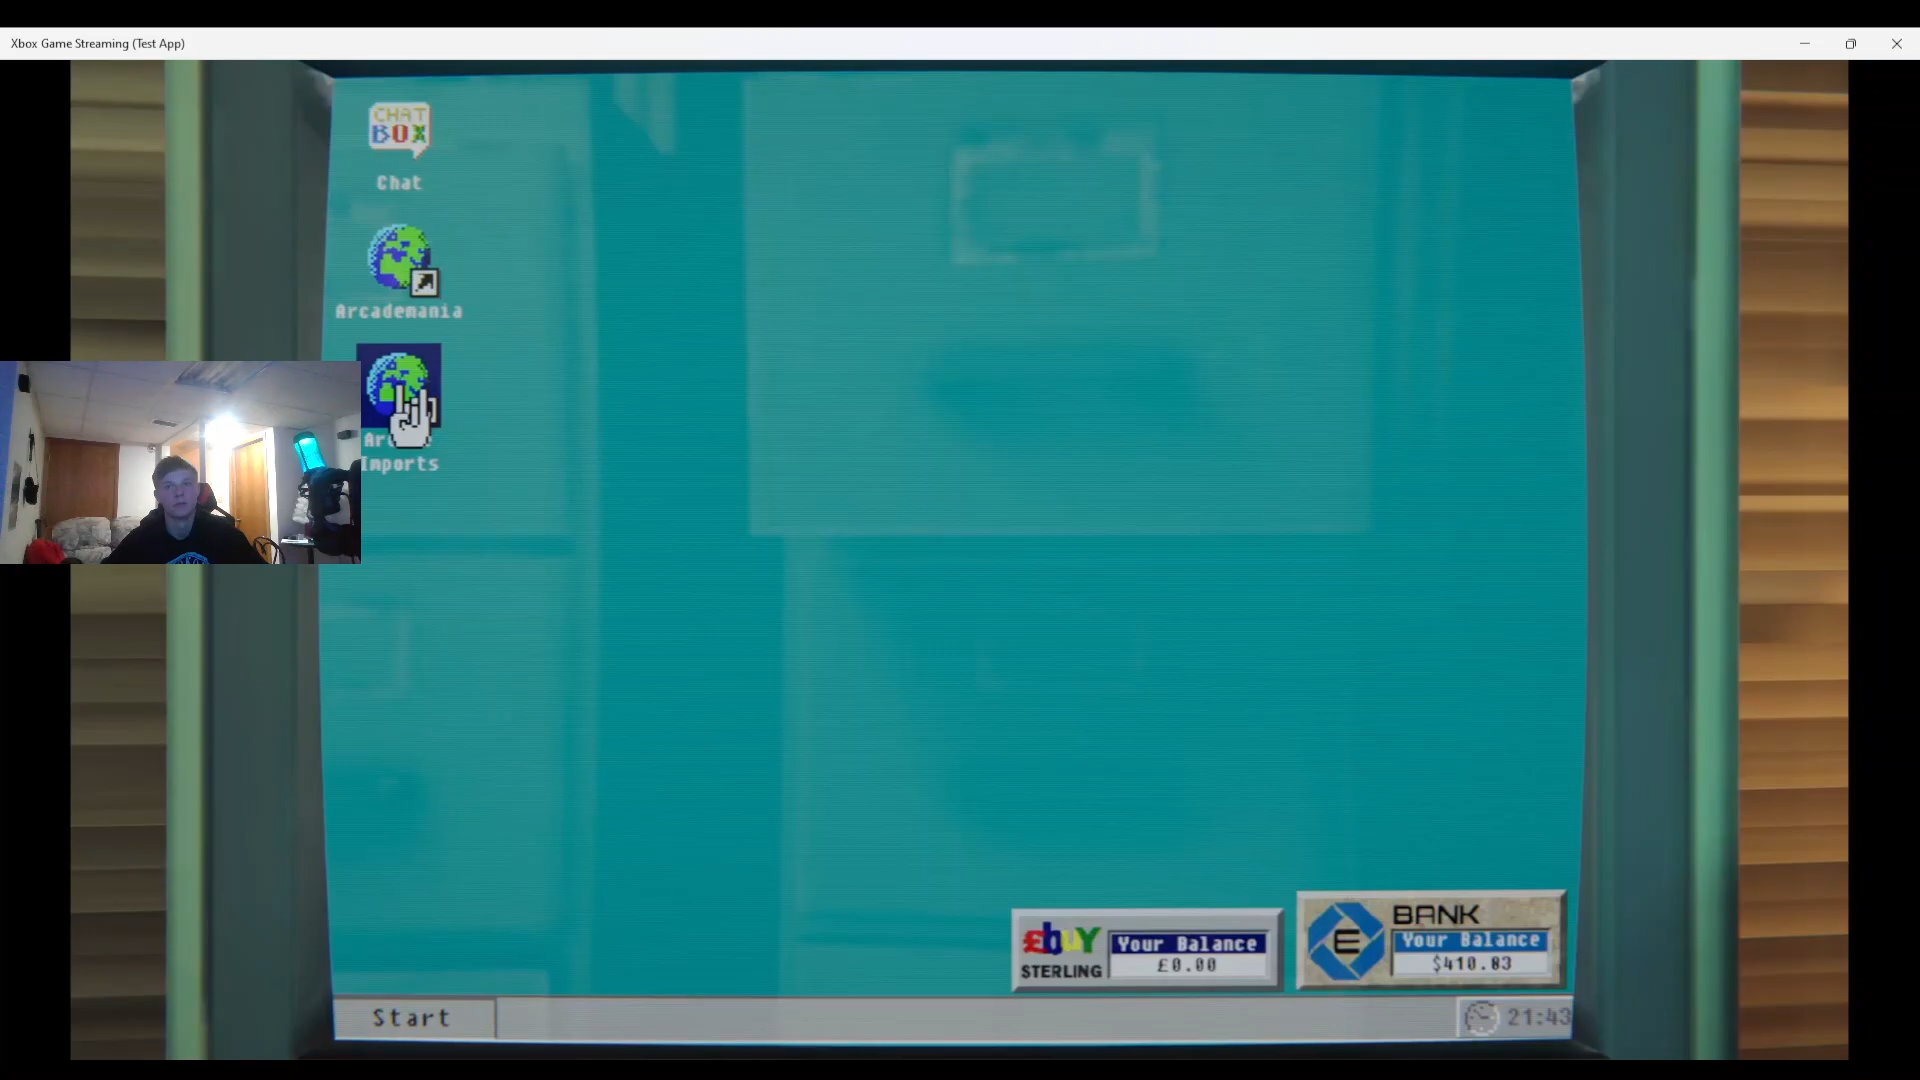 Xbox Game Streaming (Test App)
CHAT
BOX
Chat
Arcademania
Imports
£buY
STERLING
Your Balance
£0.00
E
BANK
Your Balance
$410.83
Start
21:43